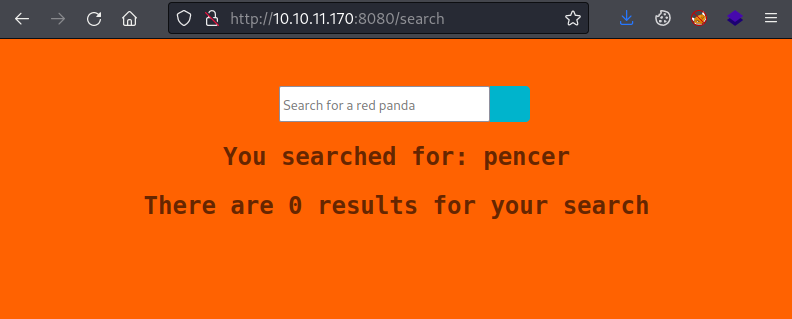 http://10.10.11.170:8080/search
Search for a red panda
You searched for: pencer
There are 0 results for your search